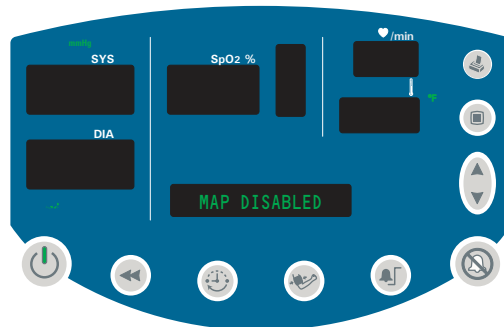 mmHg
SYS
SpO2 %
/min
°F
DIA
MAP DISABLED